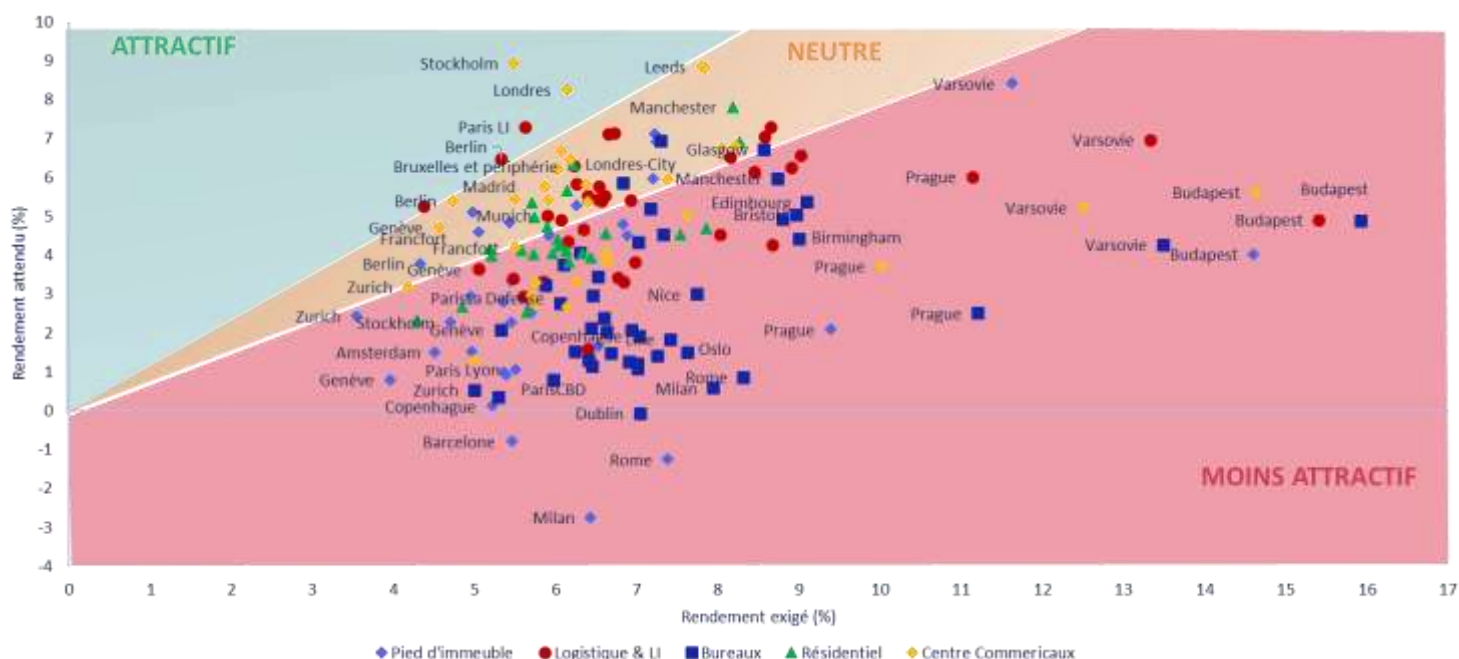 10
ATTRACTIF
NEUTRE
9
Stockholm
Leeds
Varsovie
8
Londres
Manchester
7
Paris LI
Varsovie
Berlin
Glasgow
6
Bruxelles et périphérie
Londres-City
Manchester
Prague
Madrid
Budapest
Budapest
5
Berlin
Munich
Edimbourg
Bristol
Varsovie
Budapest
Genève
4
Francfort
Francfort
Birmingham
Varsovie
Budapest
Berlin
Genève
Prague
3
Zurich
Paris La Défense
Nice
2
Zurich
Stockholm
Genève
Copenhague
Lille
Prague
Prague
1
Amsterdam
Paris
Lyon
Oslo
Genève
Zurich
ParisCBD
Milan
Rome
0
Copenhague
Dublin
-1
Barcelone
Rome
MOINS ATTRACTIF
-2
-3
Milan
-4
0 1 2 3 4 5 6 7 8 9 10 11 12 13 14 15 16 17
Rendement attendu (%)
Rendement exigé (%)
Pied d'immeuble Logistique & LI Bureaux Résidentiel Centre Commericaux